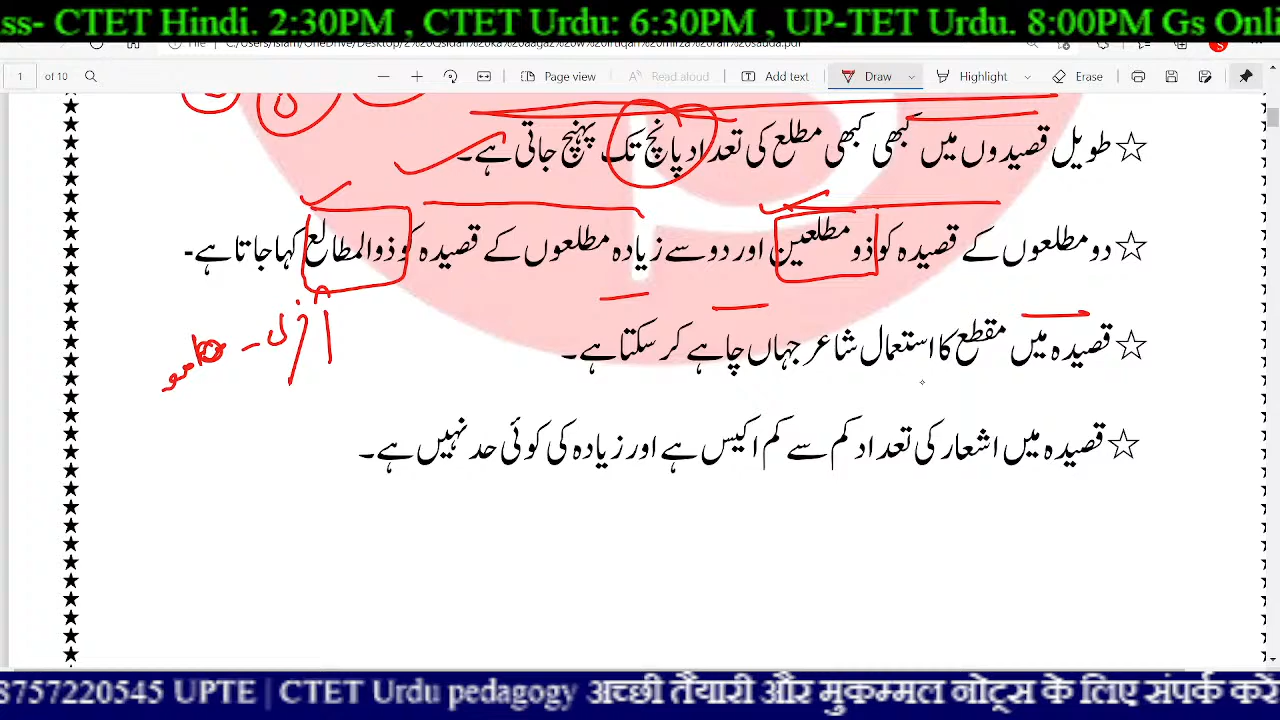 ss- CTET Hindi. 2:30PM , CTET Urdu: 6:30PM , UP-TET Urdu. 8:00PM Gs Onli
1 of 10 Page view Read aloud Add text Draw Highlight Erase
☆ طویل قصیدوں میں کبھی کبھی مطلع کی تعداد پانچ تک پہنچ جاتی ہے۔
☆ دو مطلعوں کے قصیدہ کو ذو مطلعین اور دو سے زیادہ مطلعوں کے قصیدہ کو ذوالمطالع کہا جاتا ہے-
☆ قصیدہ میں مقطع کا استعمال شاعر جہاں چاہے کر سکتا ہے۔
☆ قصیدہ میں اشعار کی تعداد کم سے کم اکیس ہے اور زیادہ کی کوئی حد نہیں ہے۔
8757220545 UPTE | CTET Urdu pedagogy अच्छी तैयारी और मुकम्मल नोट्स के लिए संपर्क करे